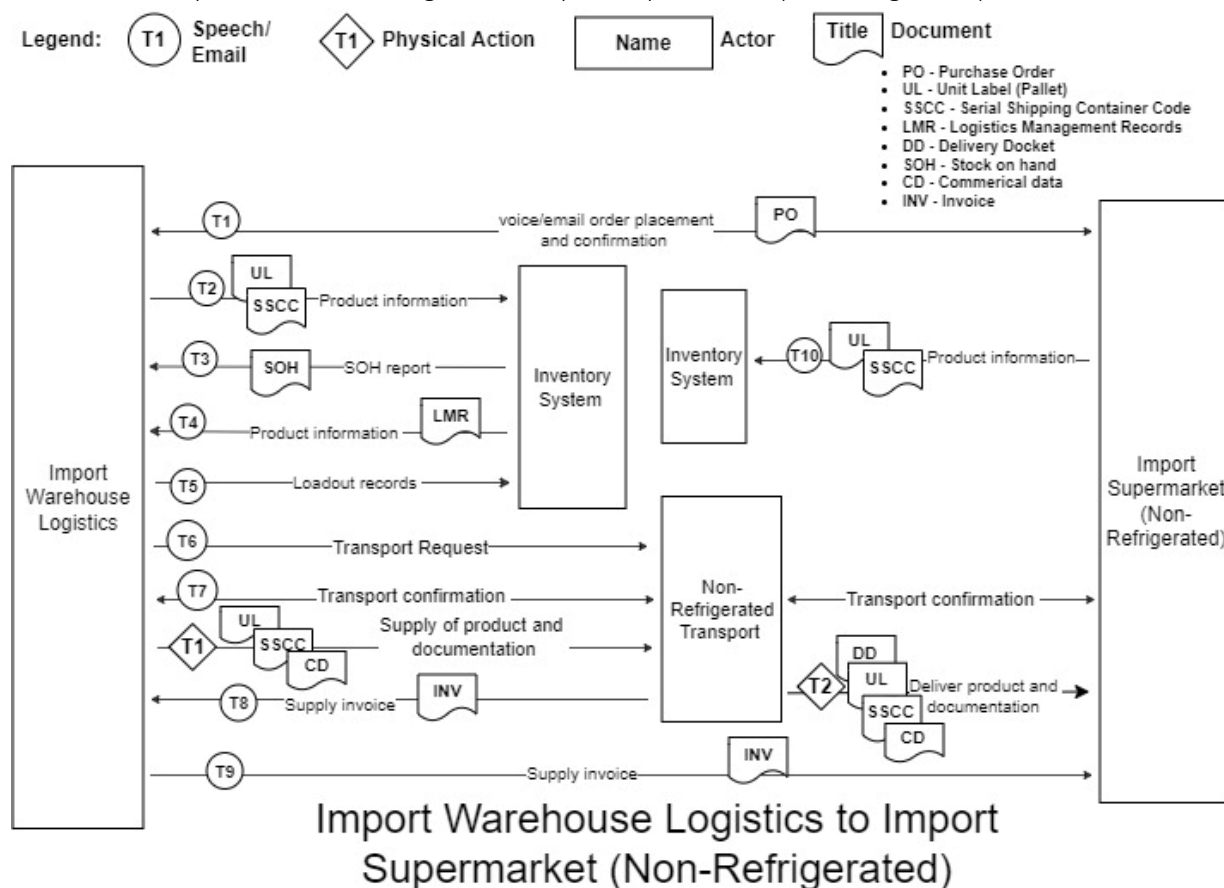 Legend:
T1
Speech/
Email
T1
Physical Action
Name
Actor
Title
Document
• PO - Purchase Order
• UL - Unit Label (Pallet)
• SSCC - Serial Shipping Container Code
• LMR - Logistics Management Records
• DD - Delivery Docket
• SOH - Stock on hand
• CD - Commerical data
• INV - Invoice
Import
Warehouse
Logistics
T1
voice/email order placement
and confirmation
PO
T2
UL
SSCC
Product information
T3
SOH
SOH report
T4
Product information
LMR
T5
Loadout records
Inventory
System
Inventory
System
T10
UL
SSCC
Product information
T6
Transport Request
T7
Transport confirmation
Non-
Refrigerated
Transport
Transport confirmation
T1
UL
SSCC
CD
Supply of product and
documentation
T2
DD
UL
SSCC
CD
Deliver product and
documentation
T8
Supply invoice
INV
T9
Supply invoice
INV
Import
Supermarket
(Non-
Refrigerated)
Import Warehouse Logistics to Import
Supermarket (Non-Refrigerated)